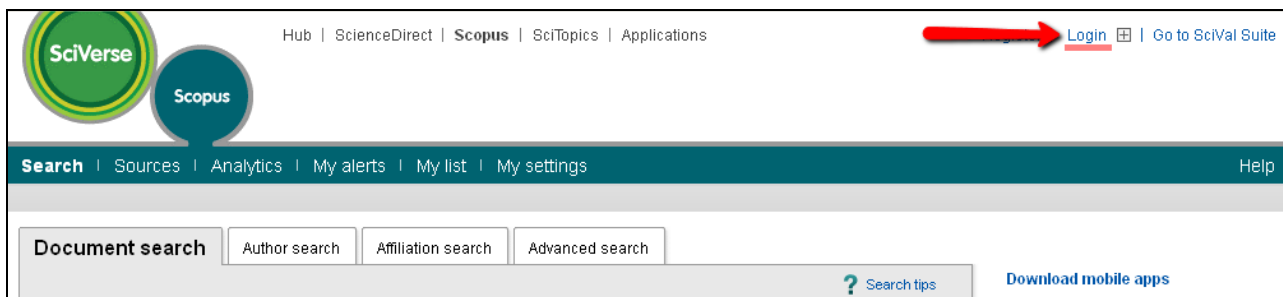 SciVerse
Scopus
Hub | ScienceDirect | Scopus | SciTopics | Applications
Login | Go to SciVal Suite
Search | Sources | Analytics | My alerts | My list | My settings
Help
Document search
Author search
Affiliation search
Advanced search
? Search tips
Download mobile apps